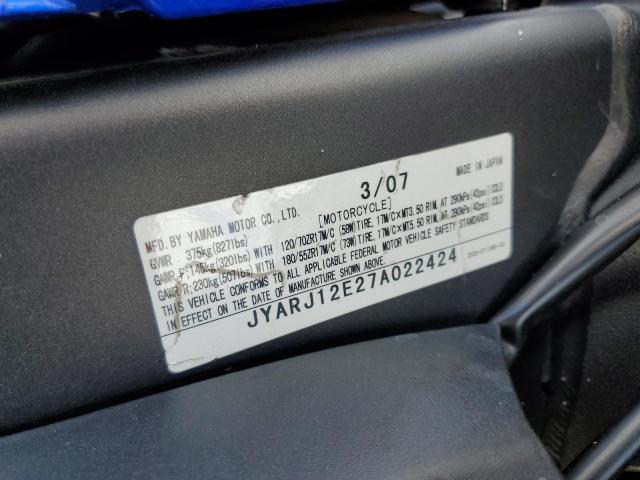 MFD. BY YAMAHA MOTOR CO., LTD. 3/07 MADE IN JAPAN
GVWR : 375kg(827lbs) [MOTORCYCLE]
GAWR F:145kg(320lbs) WITH 120/70ZR17M/C (58W)TIRE, 17M/C×MT3.50 RIM, AT 290kPa(42psi)COLD
GAWR R:230kg(507lbs) WITH 180/55ZR17M/C (73W)TIRE, 17M/C×MT5.50 RIM, AT 290kPa(42psi)COLD
THIS VEHICLE CONFORMS TO ALL APPLICABLE FEDERAL MOTOR VEHICLE SAFETY STANDARDS
IN EFFECT ON THE DAY OF MANUFACTURE SHOWN ABOVE.
JYARJ12E27A022424